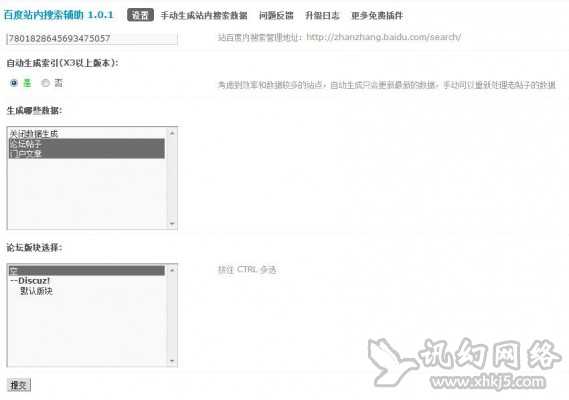 百度站内搜索辅助 1.0.1 设置 手动生成站内搜索数据 问题反馈 升级日志 更多免费插件
7801828645693475057 站百度内搜索管理地址: http://zhanzhang.baidu.com/search/
自动生成索引(X3以上版本):
是 否 考虑到效率和数据较多的站点，自动生成只会更新最新的数据，手动可以重新处理老帖子的数据
生成哪些数据:
关闭数据生成
论坛帖子
门户文章
论坛版块选择:
空 按住 CTRL 多选
--Discuz!
默认版块
讯幻网络
www.xhkj5.com
提交